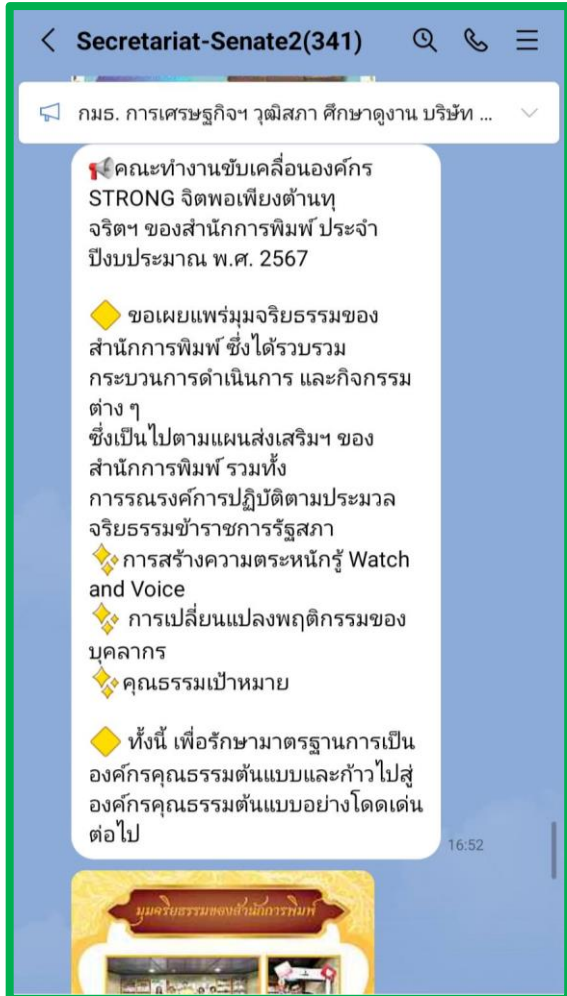 Secretariat-Senate2(341)
กมธ. การเศรษฐกิจฯ วุฒิสภา ศึกษาดูงาน บริษัท ...
คณะทำงานขับเคลื่อนองค์กร
STRONG จิตพอเพียงต้านทุ
จริตฯ ของสำนักการพิมพ์ ประจำ
ปีงบประมาณ พ.ศ. 2567
ขอเผยแพร่มุมจริยธรรมของ
สำนักการพิมพ์ ซึ่งได้รวบรวม
กระบวนการดำเนินการ และกิจกรรม
ต่าง ๆ
ซึ่งเป็นไปตามแผนส่งเสริมฯ ของ
สำนักการพิมพ์ รวมทั้ง
การรณรงค์การปฏิบัติตามประมวล
จริยธรรมข้าราชการรัฐสภา
การสร้างความตระหนักรู้ Watch
and Voice
การเปลี่ยนแปลงพฤติกรรมของ
บุคลากร
คุณธรรมเป้าหมาย
ทั้งนี้ เพื่อรักษามาตรฐานการเป็น
องค์กรคุณธรรมต้นแบบและก้าวไปสู่
องค์กรคุณธรรมต้นแบบอย่างโดดเด่น
ต่อไป
16:52
มุมจริยธรรมของสำนักการพิมพ์